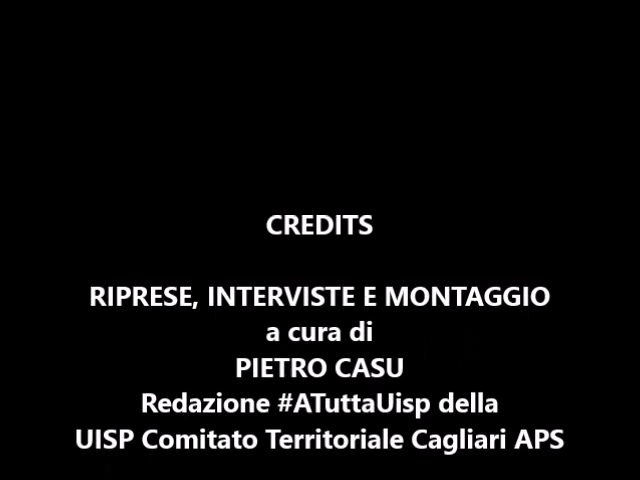 CREDITS
RIPRESE, INTERVISTE E MONTAGGIO
a cura di
PIETRO CASU
Redazione #ATuttaUisp della
UISP Comitato Territoriale Cagliari APS